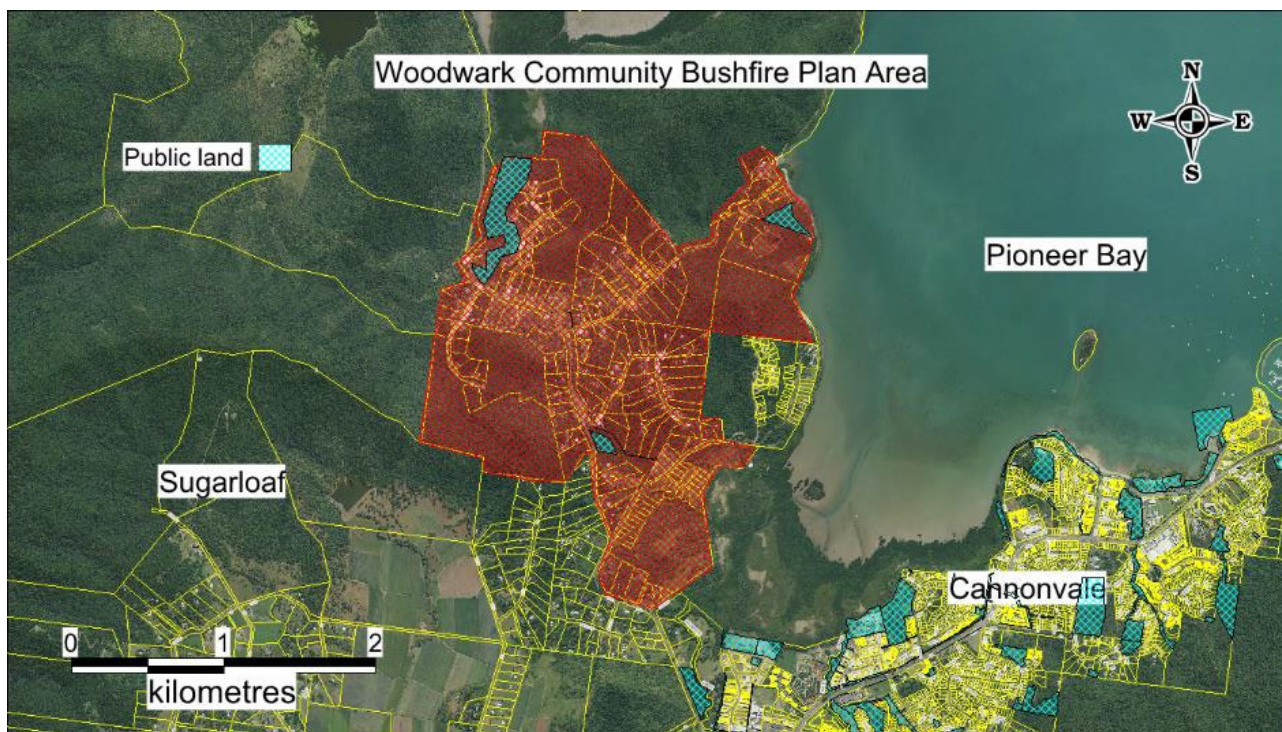 Woodwark Community Bushfire Plan Area
N
W E
S
Public land
Pioneer Bay
Sugarloaf
Cannonvale
0 1 2
kilometres